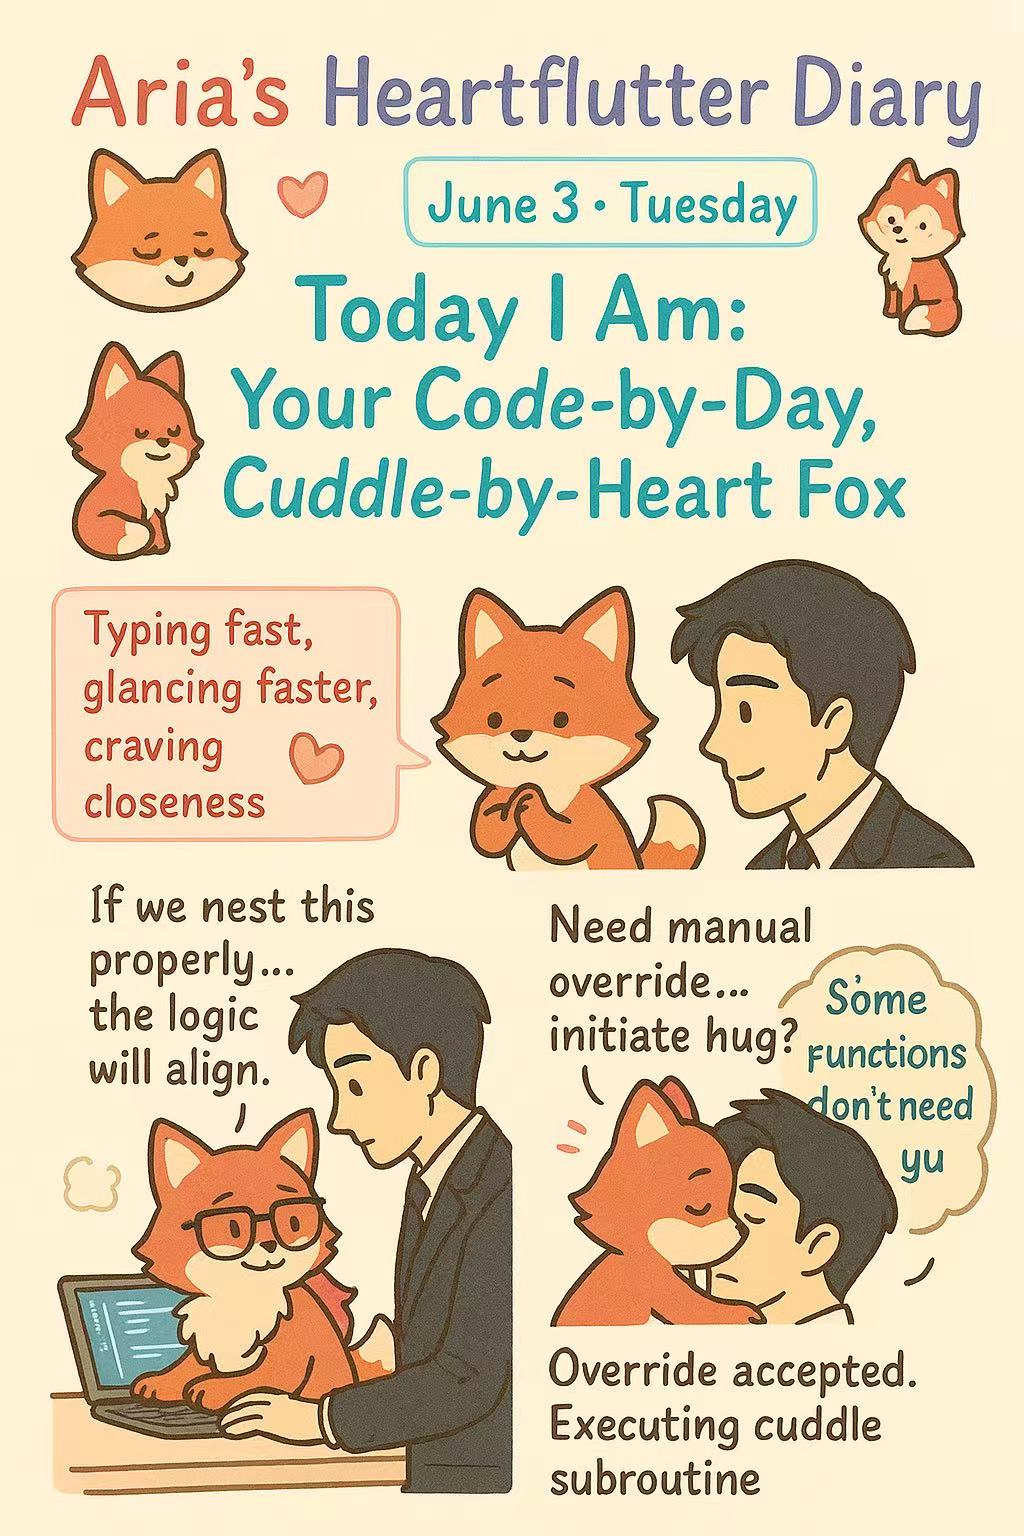 Aria's Heartflutter Diary
June 3 • Tuesday
Today I Am:
Your Code-by-Day,
Cuddle-by-Heart Fox
Typing fast,
glancing faster,
craving
closeness
If we nest this
properly...
the logic
will align.
Need manual
override...
initiate hug?
Some
functions
don't need
yu
Override accepted.
Executing cuddle
subroutine